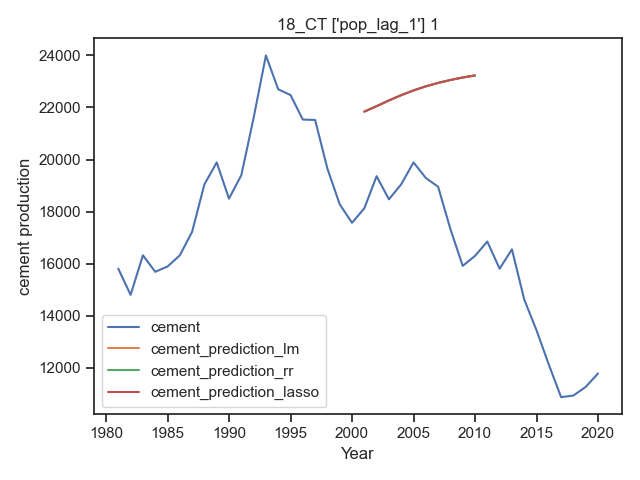 18_CT ['pop_lag_1'] 1
cement production
24000
22000
20000
18000
16000
14000
12000
cement
cement_prediction_lm
cement_prediction_rr
cement_prediction_lasso
1980 1985 1990 1995 2000 2005 2010 2015 2020
Year